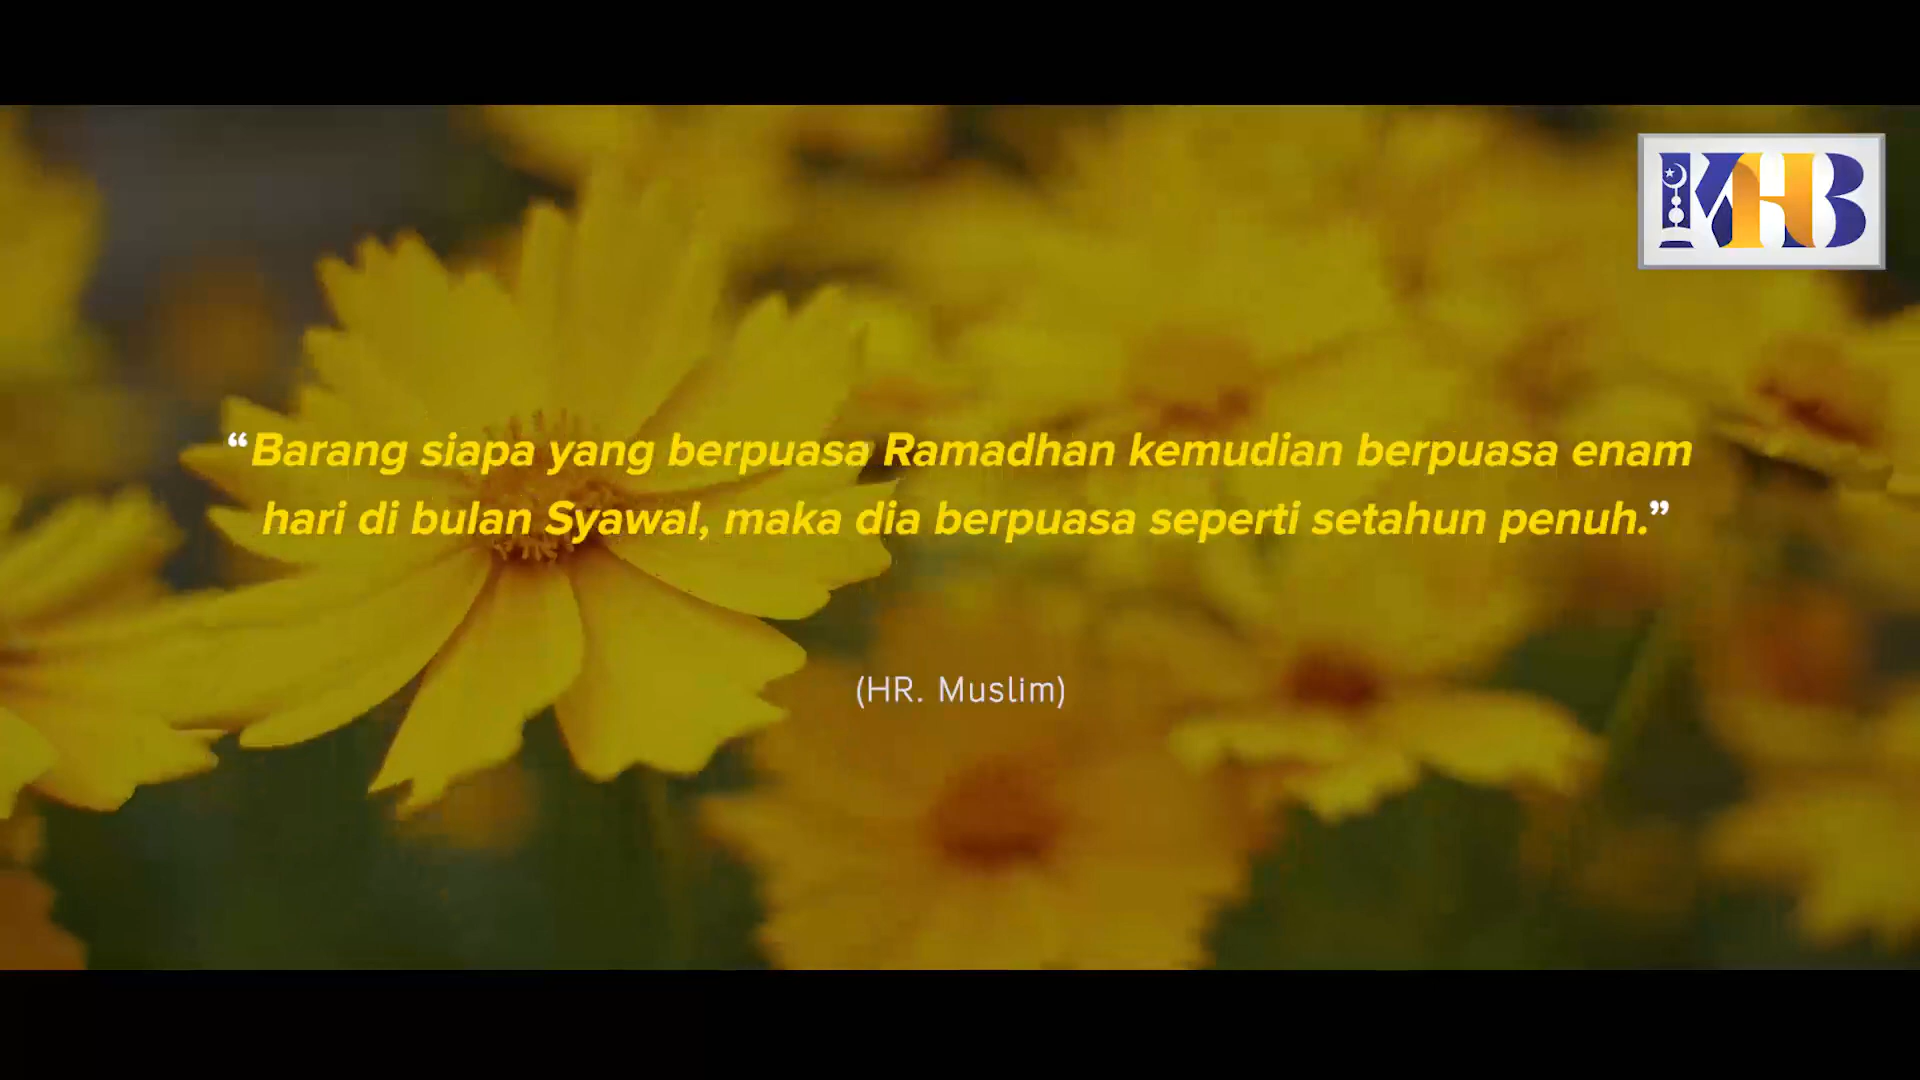 KHB
“Barang siapa yang berpuasa Ramadhan kemudian berpuasa enam
hari di bulan Syawal, maka dia berpuasa seperti setahun penuh.”
(HR. Muslim)